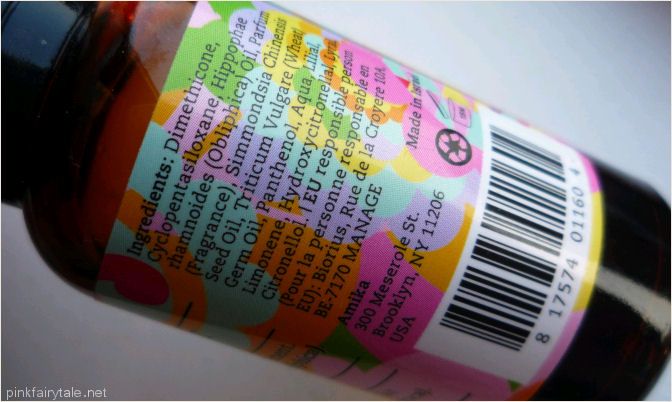 Ingredients: Dimethicone,
Cyclopentasiloxane, Hippophae
rhamnoides (Obliphica) Oil, Parfum
(Fragrance), Simmondsia Chinensis
Seed Oil, Triticum Vulgare (Wheat)
Germ Oil, Panthenol, Aqua, Lilial,
Limonene, Hydroxycitronellal, Lyral
Citronellol. / EU responsible person
(Pour la personne responsable en
EU): Biorius, Rue de la Croyere 10A
BE-7170 MANAGE
Made in Israel
Amika
300 Meserole St.
Brooklyn, NY 11206
USA
8 17574 01160 4
pinkfairytale.net